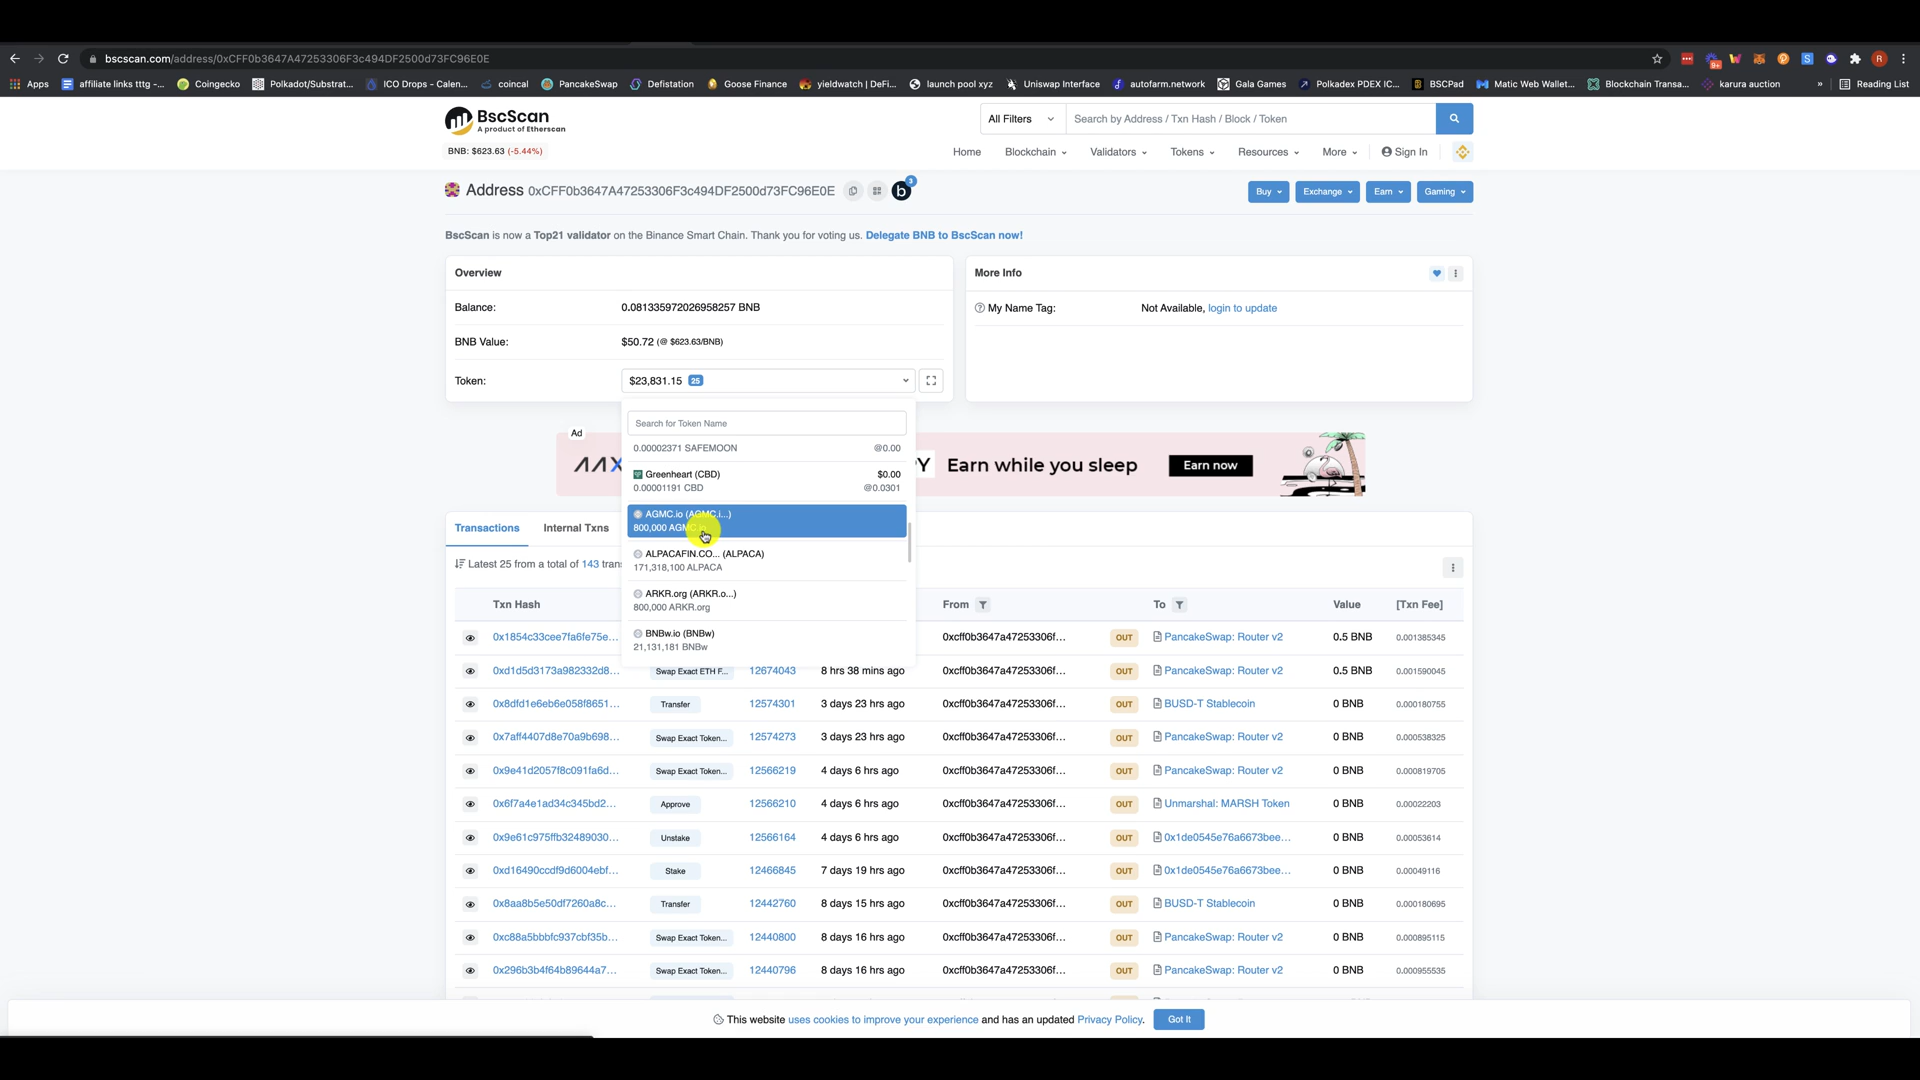 bscscan.com/address/0xCFF0b3647A47253306F3c494DF2500d73FC96E0E
Apps
affiliate links tttg -...
Coingecko
Polkadot/Substrat...
ICO Drops - Calen...
coincal
PancakeSwap
Defistation
Goose Finance
yieldwatch | DeFi...
launch pool xyz
Uniswap Interface
autofarm.network
Gala Games
Polkadex PDEX IC...
BSCPad
Matic Web Wallet...
Blockchain Transa...
karura auction
»
Reading List
BscScan
A product of Etherscan
All Filters
Search by Address / Txn Hash / Block / Token
BNB: $623.63 (-5.44%)
Home
Blockchain
Validators
Tokens
Resources
More
Sign In
Address 0xCFF0b3647A47253306F3c494DF2500d73FC96E0E
b 3
Buy
Exchange
Earn
Gaming
BscScan is now a Top21 validator on the Binance Smart Chain. Thank you for voting us. Delegate BNB to BscScan now!
Overview
Balance: 0.081335972026958257 BNB
BNB Value: $50.72 (@ $623.63/BNB)
Token: $23,831.15 25
More Info
My Name Tag: Not Available, login to update
Search for Token Name
0.00002371 SAFEMOON @0.00
Greenheart (CBD) $0.00
0.00001191 CBD @0.0301
AGMC.io (AGMC.i...)
800,000 AGMC.io
ALPACAFIN.CO... (ALPACA)
171,318,100 ALPACA
ARKR.org (ARKR.o...)
800,000 ARKR.org
BNBw.io (BNBw)
21,131,181 BNBw
Ad
AAX
Y Earn while you sleep
Earn now
Transactions
Internal Txns
Latest 25 from a total of 143 tran
Txn Hash From To Value [Txn Fee]
0x1854c33cee7fa6fe75e... 0xcff0b3647a47253306f... OUT PancakeSwap: Router v2 0.5 BNB 0.001385345
0xd1d5d3173a982332d8... Swap Exact ETH F... 12674043 8 hrs 38 mins ago 0xcff0b3647a47253306f... OUT PancakeSwap: Router v2 0.5 BNB 0.001590045
0x8dfd1e6eb6e058f8651... Transfer 12574301 3 days 23 hrs ago 0xcff0b3647a47253306f... OUT BUSD-T Stablecoin 0 BNB 0.000180755
0x7aff4407d8e70a9b698... Swap Exact Token... 12574273 3 days 23 hrs ago 0xcff0b3647a47253306f... OUT PancakeSwap: Router v2 0 BNB 0.000538325
0x9e41d2057f8c091fa6d... Swap Exact Token... 12566219 4 days 6 hrs ago 0xcff0b3647a47253306f... OUT PancakeSwap: Router v2 0 BNB 0.000819705
0x6f7a4e1ad34c345bd2... Approve 12566210 4 days 6 hrs ago 0xcff0b3647a47253306f... OUT Unmarshal: MARSH Token 0 BNB 0.00022203
0x9e61c975ffb32489030... Unstake 12566164 4 days 6 hrs ago 0xcff0b3647a47253306f... OUT 0x1de0545e76a6673bee... 0 BNB 0.00053614
0xd16490ccdf9d6004ebf... Stake 12466845 7 days 19 hrs ago 0xcff0b3647a47253306f... OUT 0x1de0545e76a6673bee... 0 BNB 0.00049116
0x8aa8b5e50df7260a8c... Transfer 12442760 8 days 15 hrs ago 0xcff0b3647a47253306f... OUT BUSD-T Stablecoin 0 BNB 0.000180695
0xc88a5bbbfc937cbf35b... Swap Exact Token... 12440800 8 days 16 hrs ago 0xcff0b3647a47253306f... OUT PancakeSwap: Router v2 0 BNB 0.000895115
0x296b3b4f64b89644a7... Swap Exact Token... 12440796 8 days 16 hrs ago 0xcff0b3647a47253306f... OUT PancakeSwap: Router v2 0 BNB 0.000955535
This website uses cookies to improve your experience and has an updated Privacy Policy.
Got It